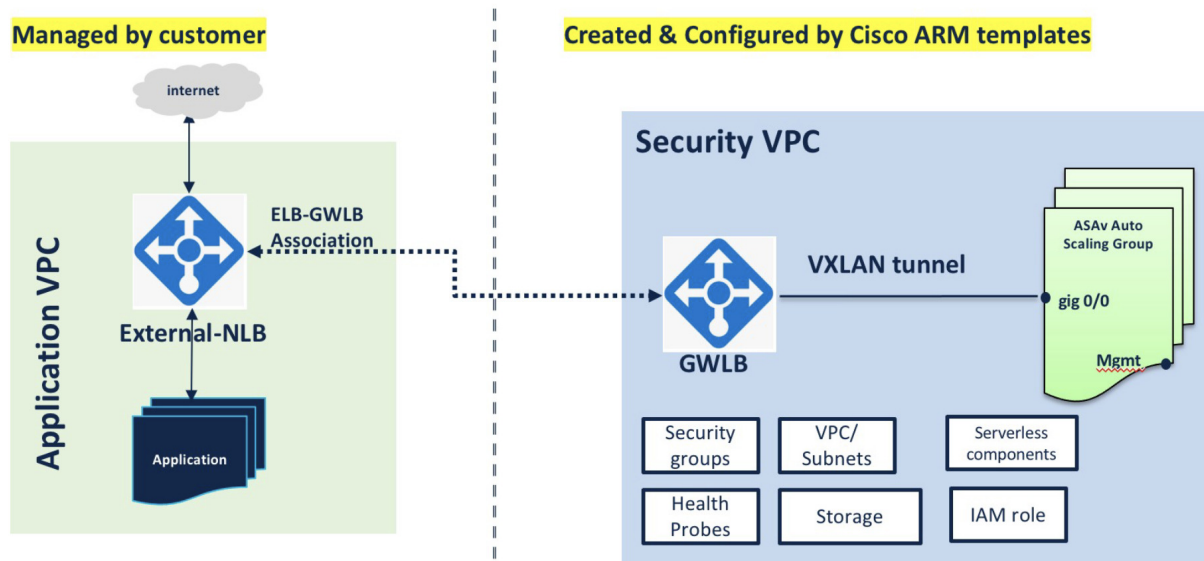 Managed by customer
Created & Configured by Cisco ARM templates
internet
Application VPC
ELB-GWLB
Association
External-NLB
Application
Security VPC
GWLB
VXLAN tunnel
ASAv Auto
Scaling Group
gig 0/0
Mgmt
Security
groups
VPC/
Subnets
Serverless
components
Health
Probes
Storage
IAM role